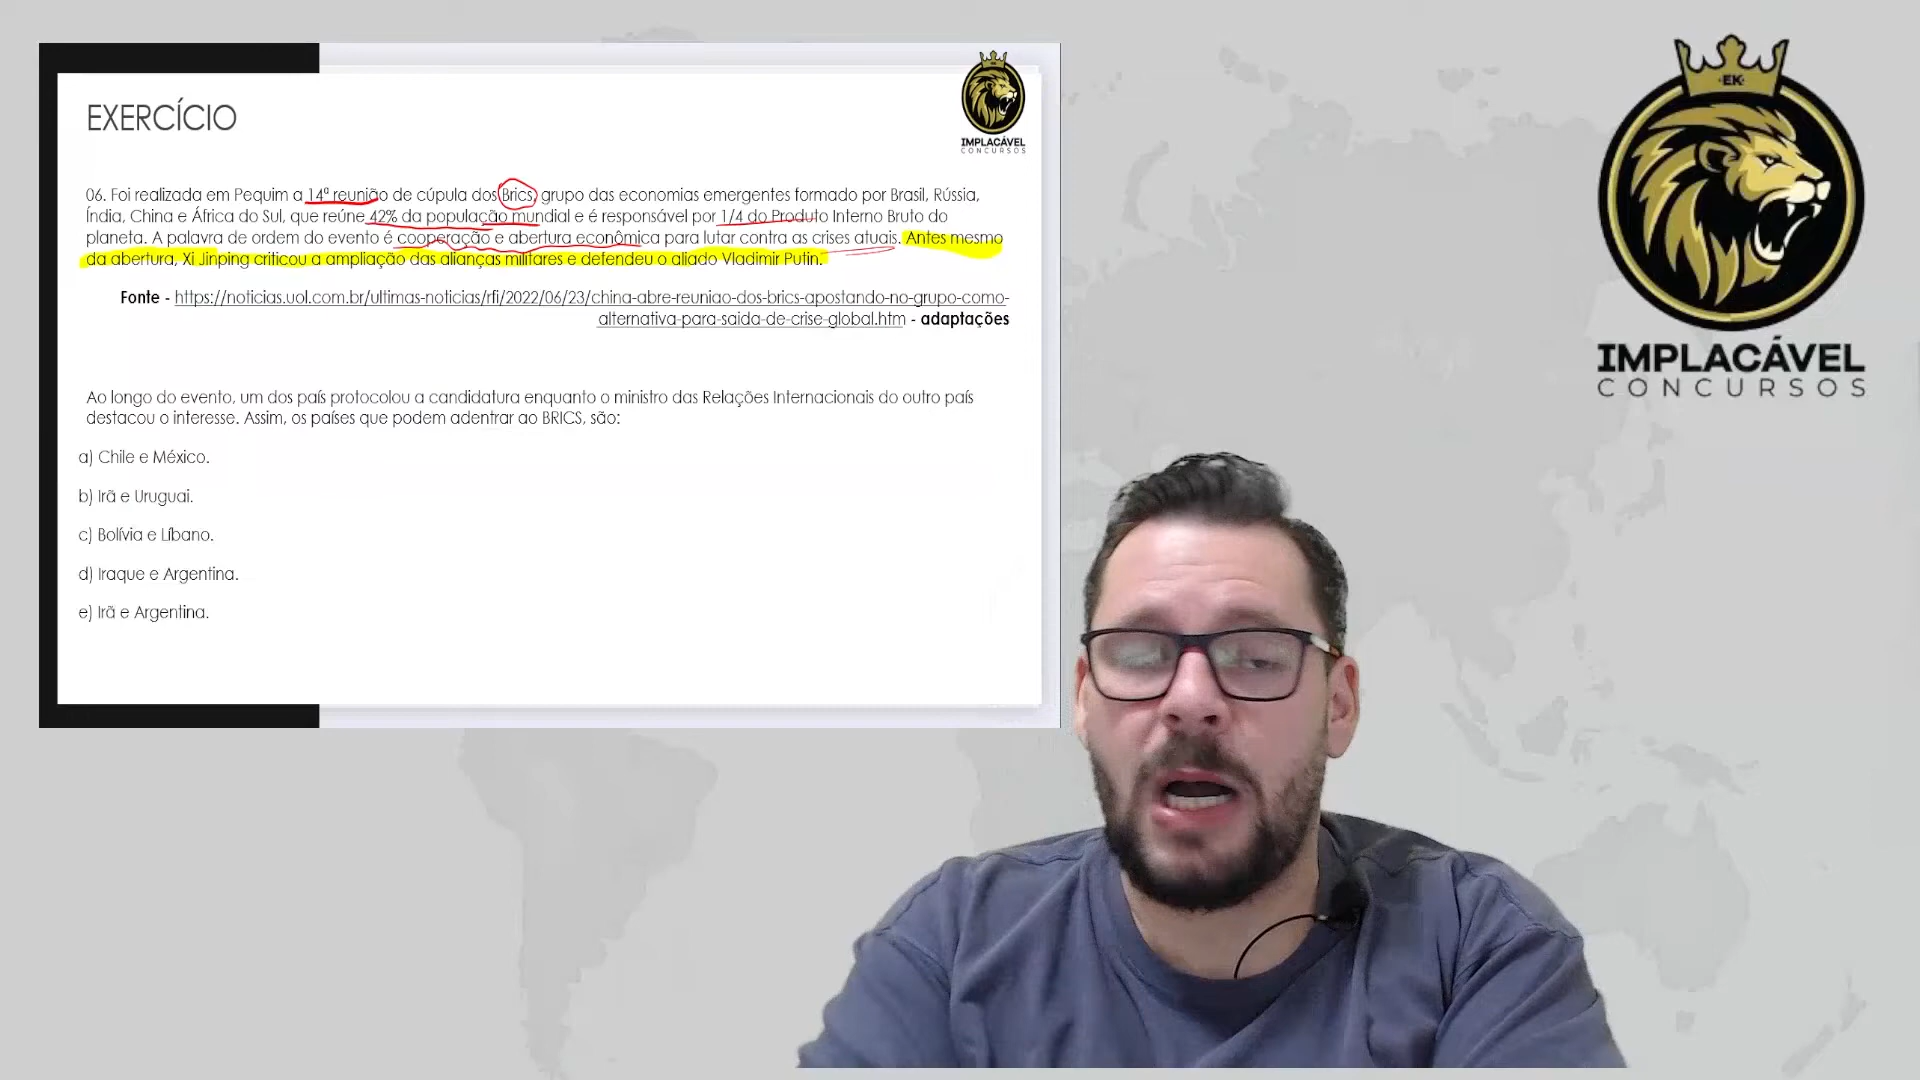 EXERCÍCIO
IMPLACÁVEL
CONCURSOS
06. Foi realizada em Pequim a 14ª reunião de cúpula dos Brics, grupo das economias emergentes formado por Brasil, Rússia,
Índia, China e África do Sul, que reúne 42% da população mundial e é responsável por 1/4 do Produto Interno Bruto do
planeta. A palavra de ordem do evento é cooperação e abertura econômica para lutar contra as crises atuais. Antes mesmo
da abertura, Xi Jinping criticou a ampliação das alianças militares e defendeu o aliado Vladimir Putin.
Fonte - https://noticias.uol.com.br/ultimas-noticias/rfi/2022/06/23/china-abre-reuniao-dos-brics-apostando-no-grupo-como-
alternativa-para-saida-de-crise-global.htm - adaptações
Ao longo do evento, um dos país protocolou a candidatura enquanto o ministro das Relações Internacionais do outro país
destacou o interesse. Assim, os países que podem adentrar ao BRICS, são:
a) Chile e México.
b) Irã e Uruguai.
c) Bolívia e Líbano.
d) Iraque e Argentina.
e) Irã e Argentina.
·EK·
IMPLACÁVEL
CONCURSOS